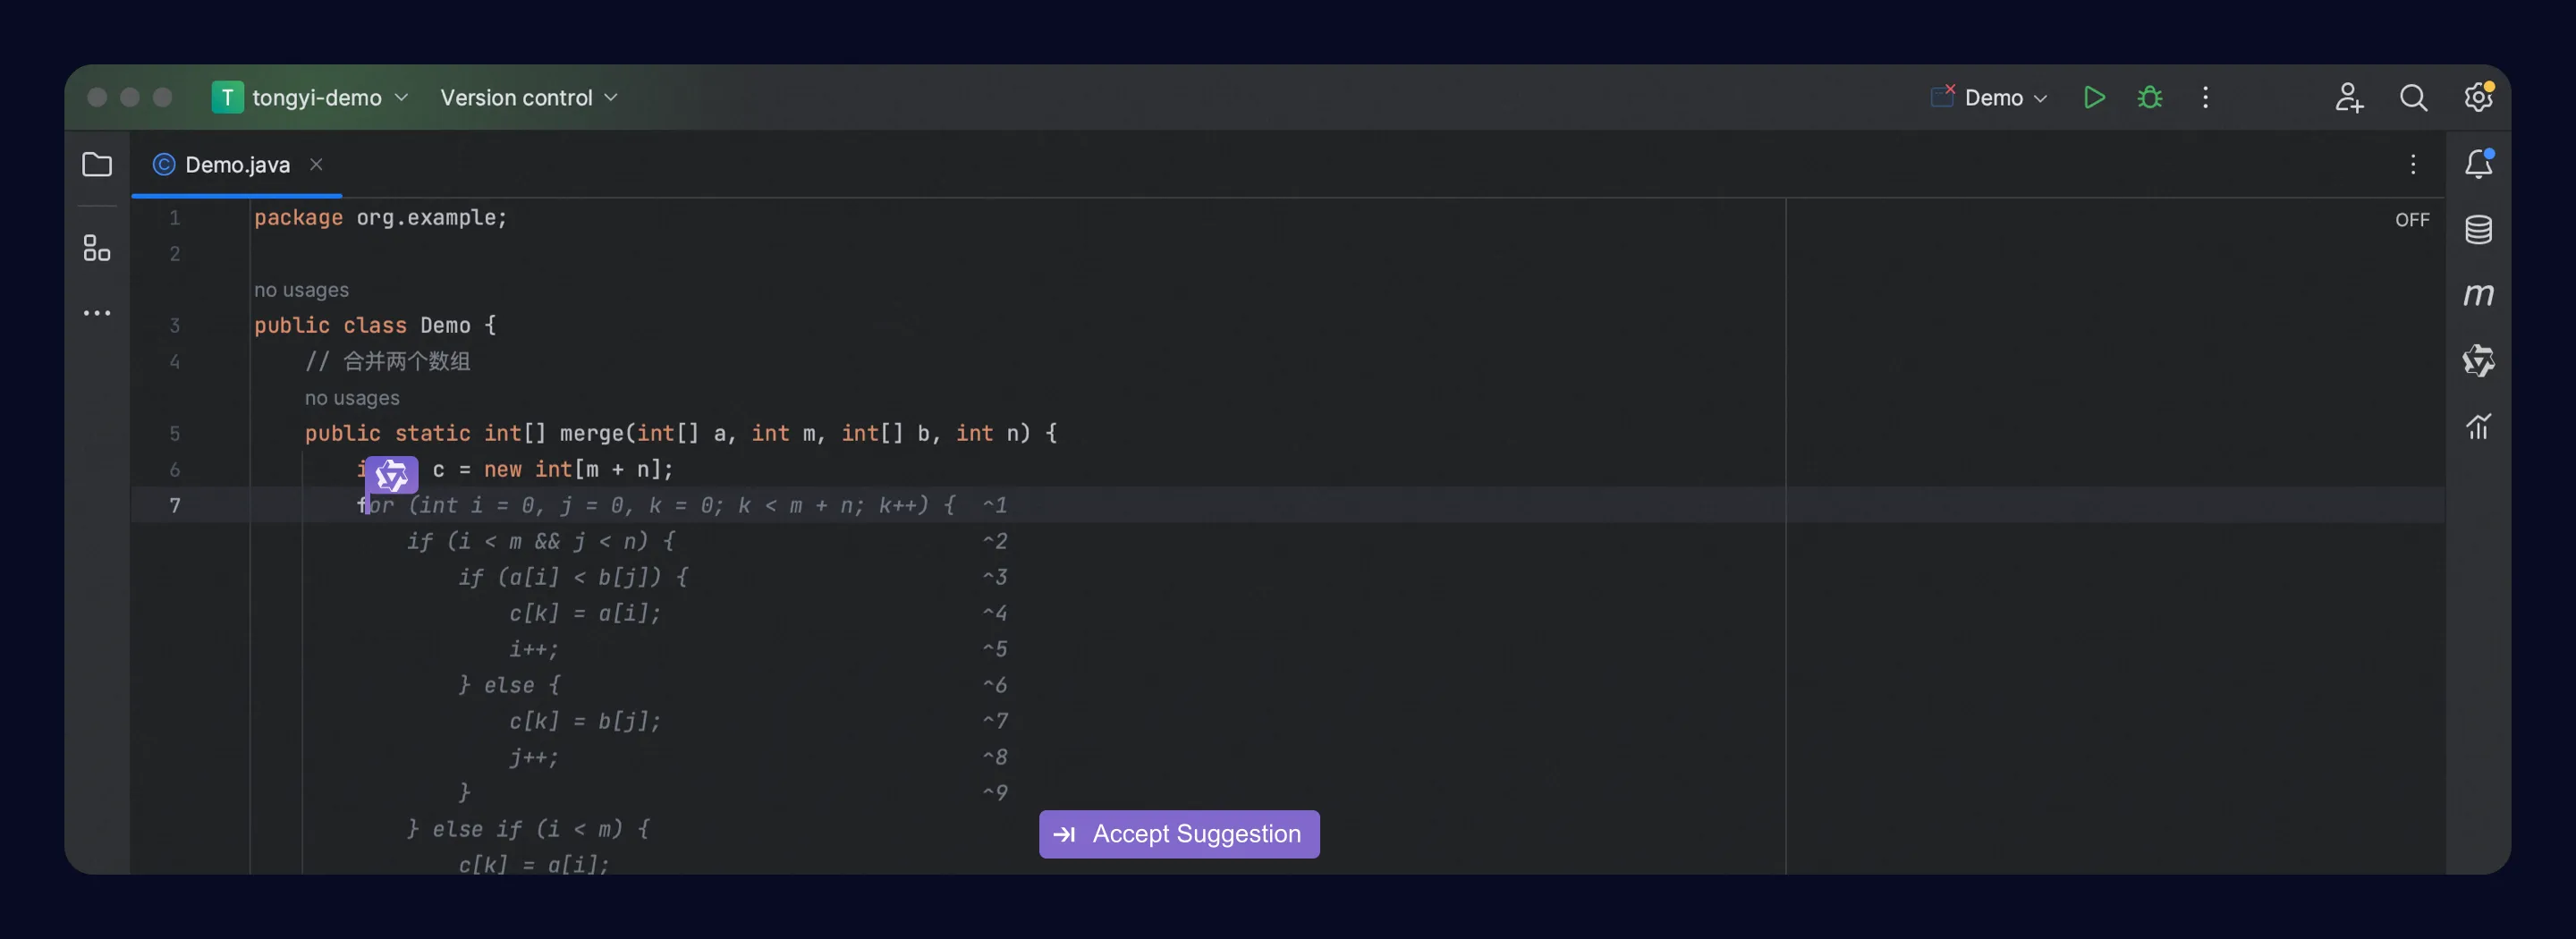 T tongyi-demo Version control Demo
Demo.java
OFF
1 package org.example;
2
no usages
3 public class Demo {
4 // 合并两个数组
no usages
5 public static int[] merge(int[] a, int m, int[] b, int n) {
6 i c = new int[m + n];
7 for (int i = 0, j = 0, k = 0; k < m + n; k++) { ^1
if (i < m && j < n) { ^2
if (a[i] < b[j]) { ^3
c[k] = a[i]; ^4
i++; ^5
} else { ^6
c[k] = b[j]; ^7
j++; ^8
} ^9
} else if (i < m) {
c[k] = a[i];
Accept Suggestion
m